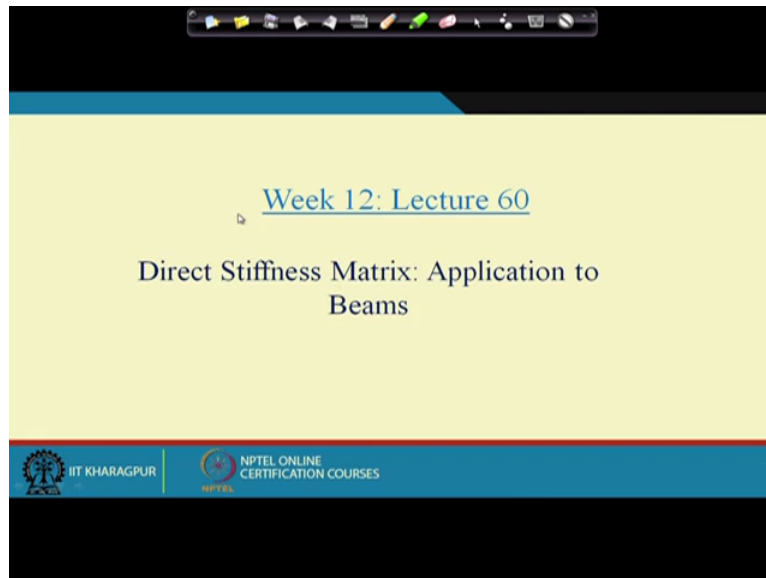 Week 12: Lecture 60
Direct Stiffness Matrix: Application to
Beams
IIT KHARAGPUR
NPTEL ONLINE
CERTIFICATION COURSES
NPTEL